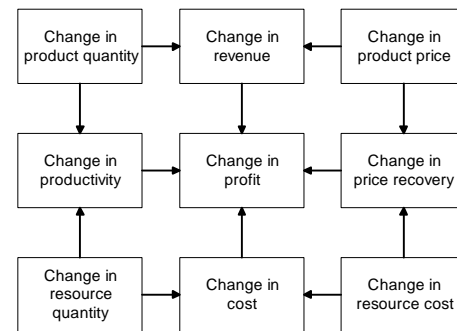 Change in
product quantity
Change in
revenue
Change in
product price
Change in
productivity
Change in
profit
Change in
price recovery
Change in
resource
quantity
Change in
cost
Change in
resource cost